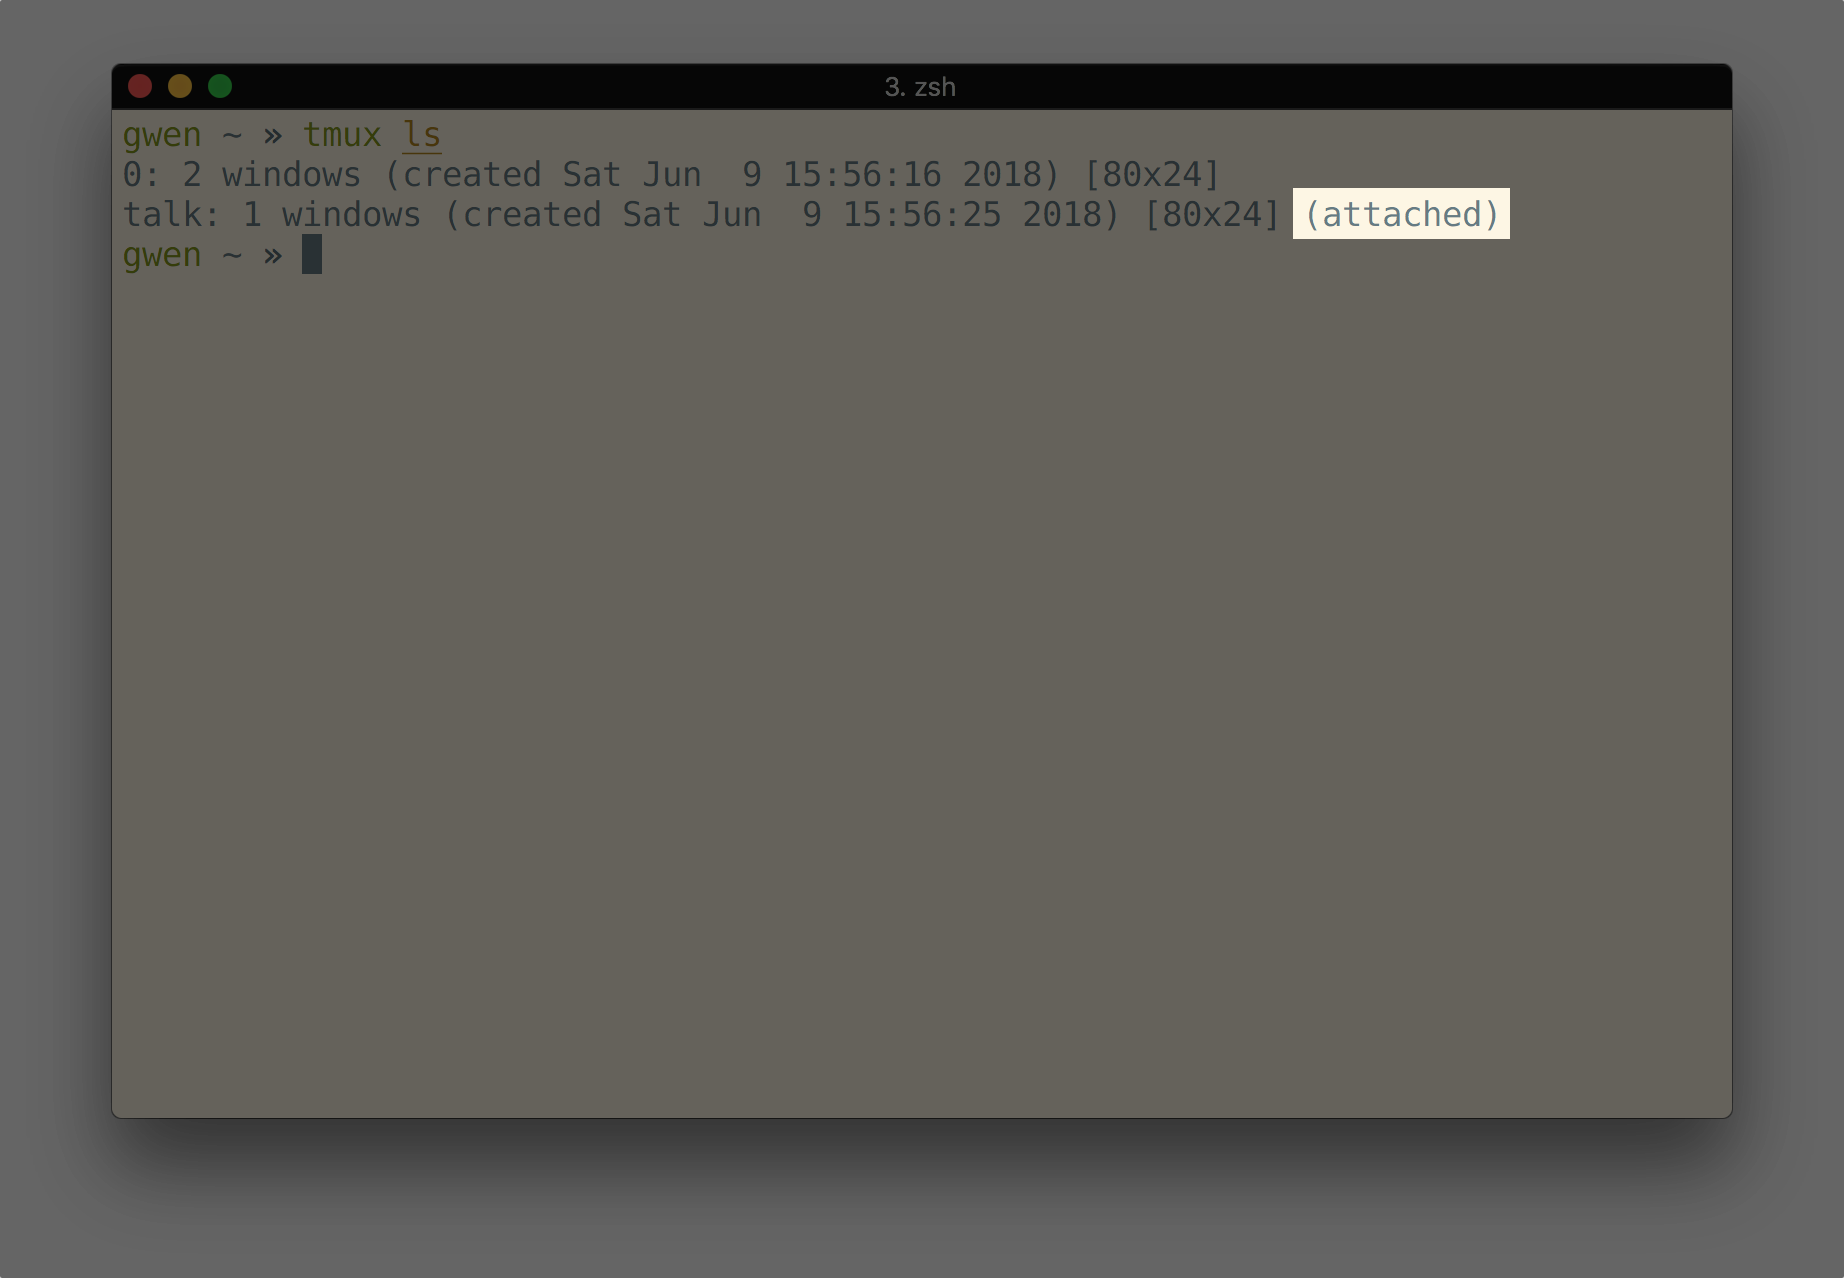 3. zsh
gwen ~ » tmux ls
0: 2 windows (created Sat Jun  9 15:56:16 2018) [80x24]
talk: 1 windows (created Sat Jun  9 15:56:25 2018) [80x24] (attached)
gwen ~ »